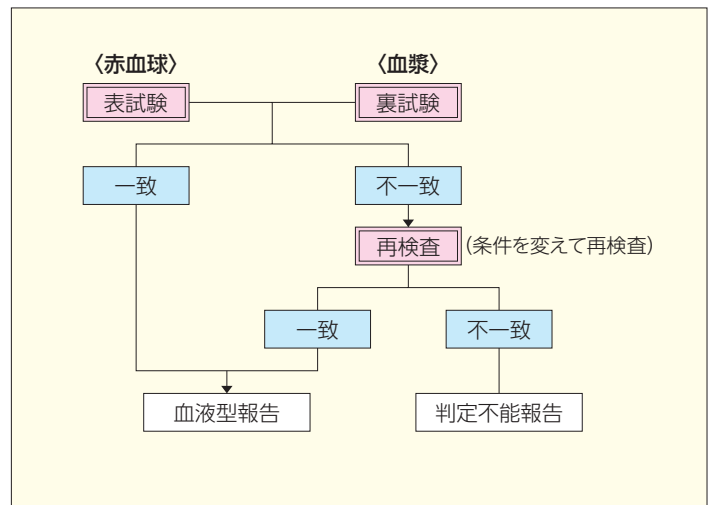 〈赤血球〉
〈血漿〉
表試験
裏試験
一致
不一致
再検査
(条件を変えて再検査)
一致
不一致
血液型報告
判定不能報告